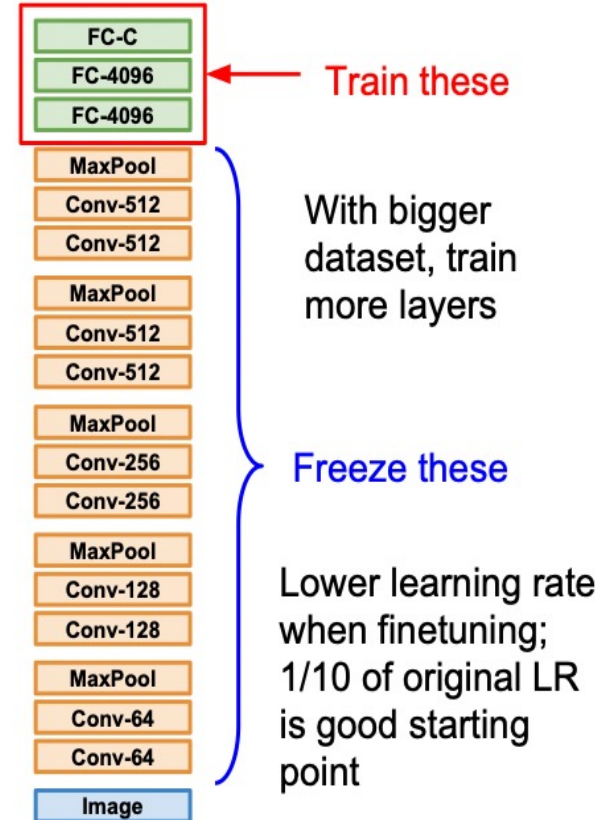 FC-C
FC-4096
FC-4096
Train these
MaxPool
Conv-512
Conv-512
With bigger
dataset, train
more layers
MaxPool
Conv-512
Conv-512
MaxPool
Conv-256
Conv-256
Freeze these
MaxPool
Conv-128
Conv-128
Lower learning rate
when finetuning;
1/10 of original LR
is good starting
point
MaxPool
Conv-64
Conv-64
Image